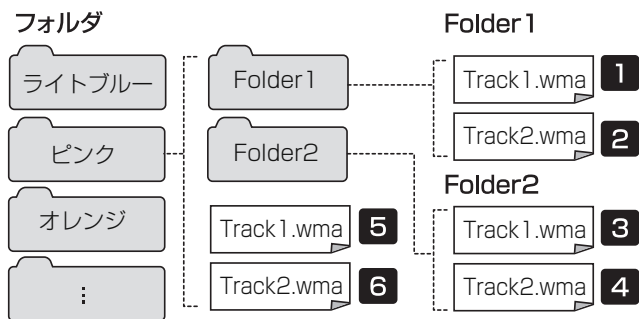 フォルダ
ライトブルー
ピンク
オレンジ
⋮
Folder1
Folder2
Track1.wma 5
Track2.wma 6
Folder1
Track1.wma 1
Track2.wma 2
Folder2
Track1.wma 3
Track2.wma 4